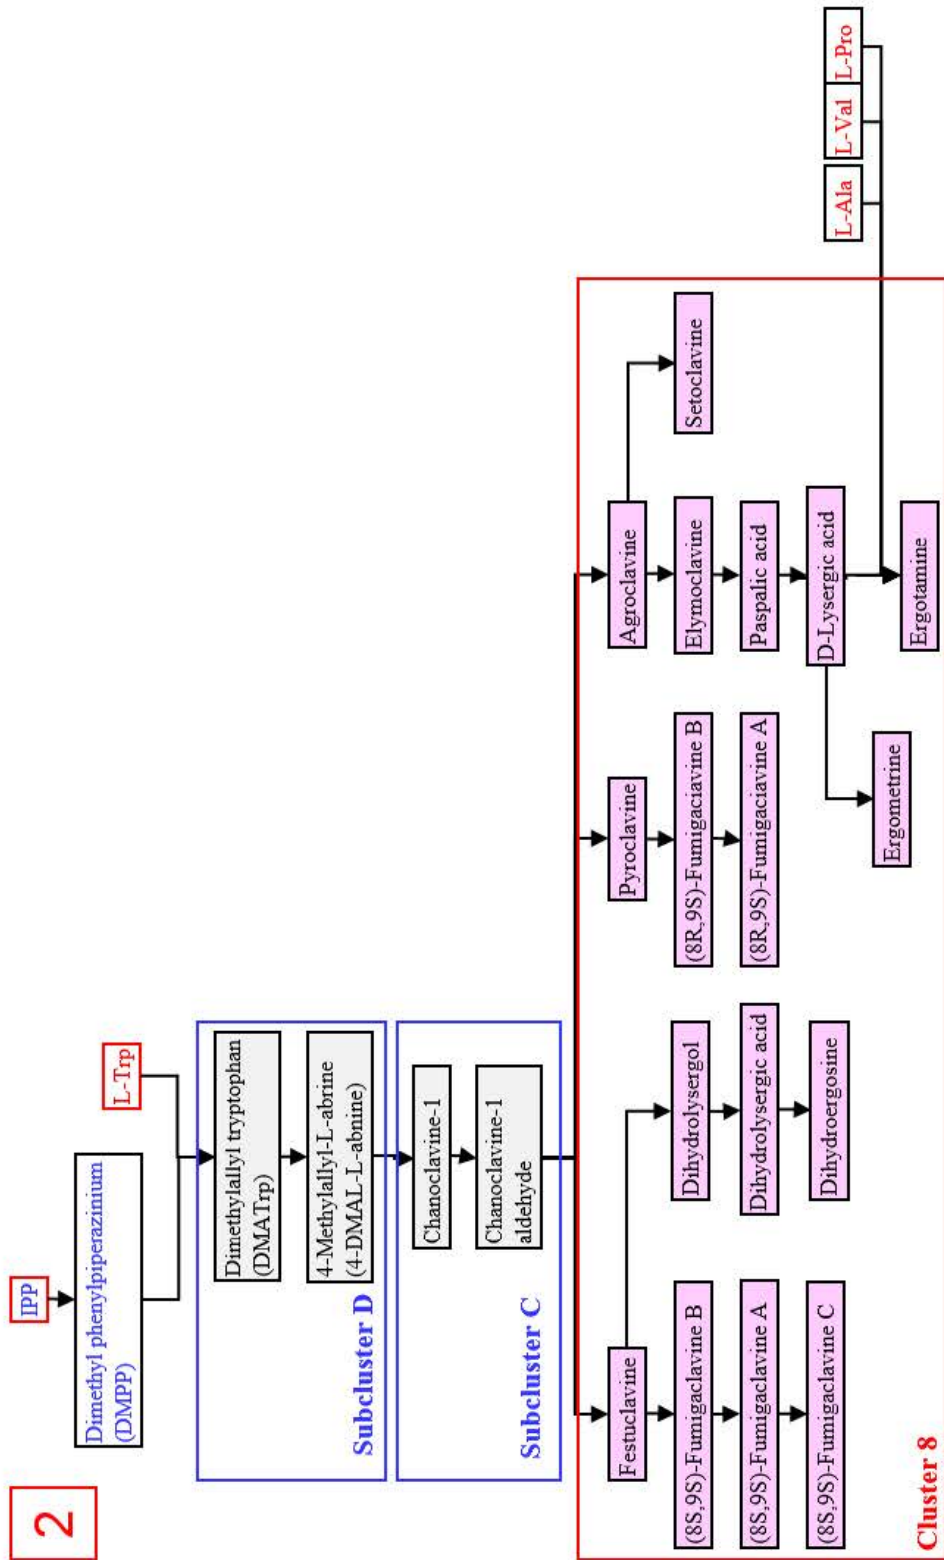 2
IPP
Dimethyl phenylpiperazinium
(DMPP)
L-Trp
Dimethylallyl tryptophan
(DMATrp)
4-Methylallyl-L-abrine
(4-DMAL-L-abnine)
Subcluster D
Chanoclavine-1
Chanoclavine-1
aldehyde
Subcluster C
Festuclavine
Pyroclavine
Agroclavine
(8S,9S)-Fumigaclavine B
Dihydrolysergol
(8R,9S)-Fumigaciavine B
Elymoclavine
Setoclavine
(8S,9S)-Fumigaclavine A
Dihydrolysergic acid
(8R,9S)-Fumigaciavine A
Paspalic acid
(8S,9S)-Fumigaclavine C
Dihydroergosine
D-Lysergic acid
L-Ala
L-Val
L-Pro
Ergometrine
Ergotamine
Cluster 8